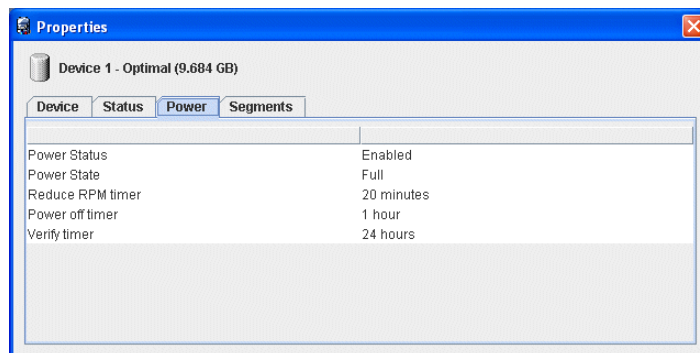 Properties
Device 1 - Optimal (9.684 GB)
Device Status Power Segments
Power Status Enabled
Power State Full
Reduce RPM timer 20 minutes
Power off timer 1 hour
Verify timer 24 hours